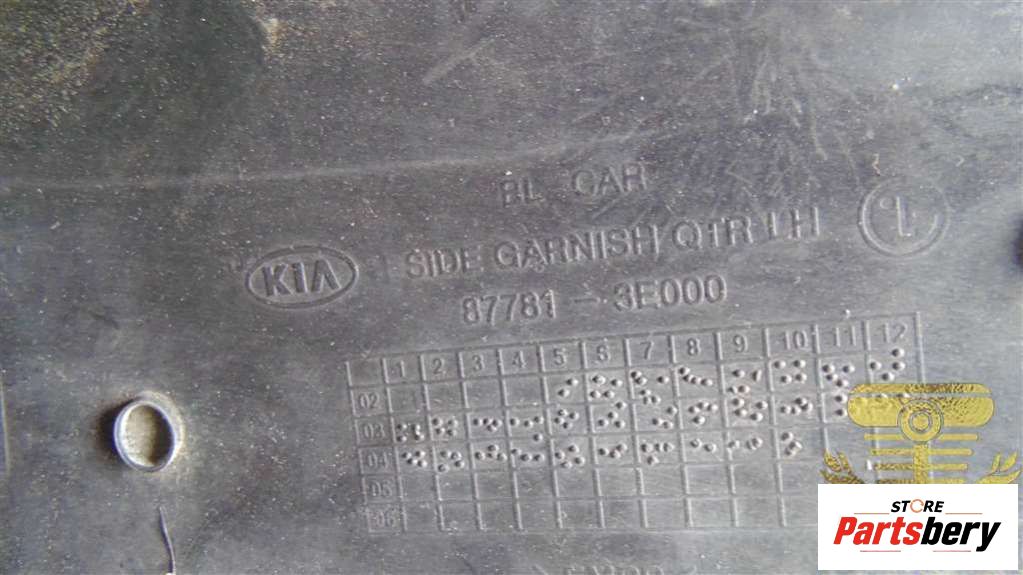 BL CAR
KIA SIDE GARNISH/QTR LH L
87781-3E000
1 2 3 4 5 6 7 8 9 10 11 12
02
03
04
05
06
STORE
Partsbery